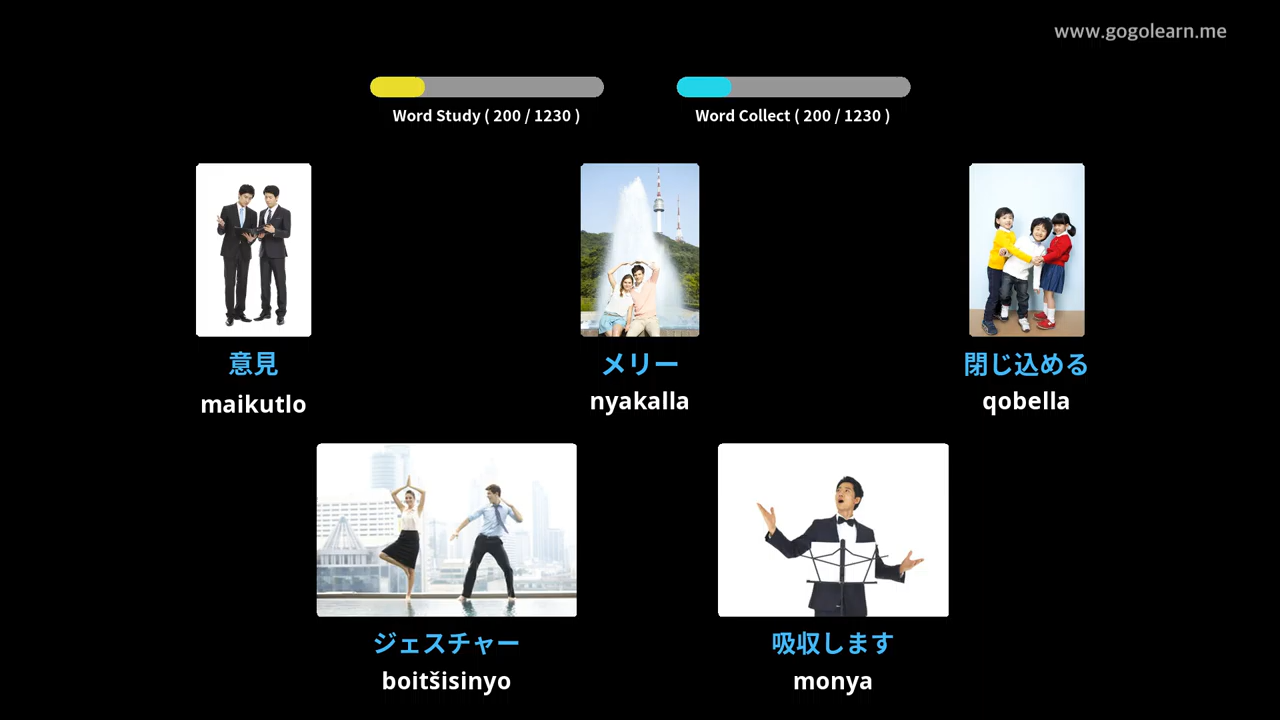 www.gogolearn.me
Word Study ( 200 / 1230 )
Word Collect ( 200 / 1230 )
意見
maikutlo
メリー
nyakalla
閉じ込める
qobella
ジェスチャー
boitšisinyo
吸収します
monya